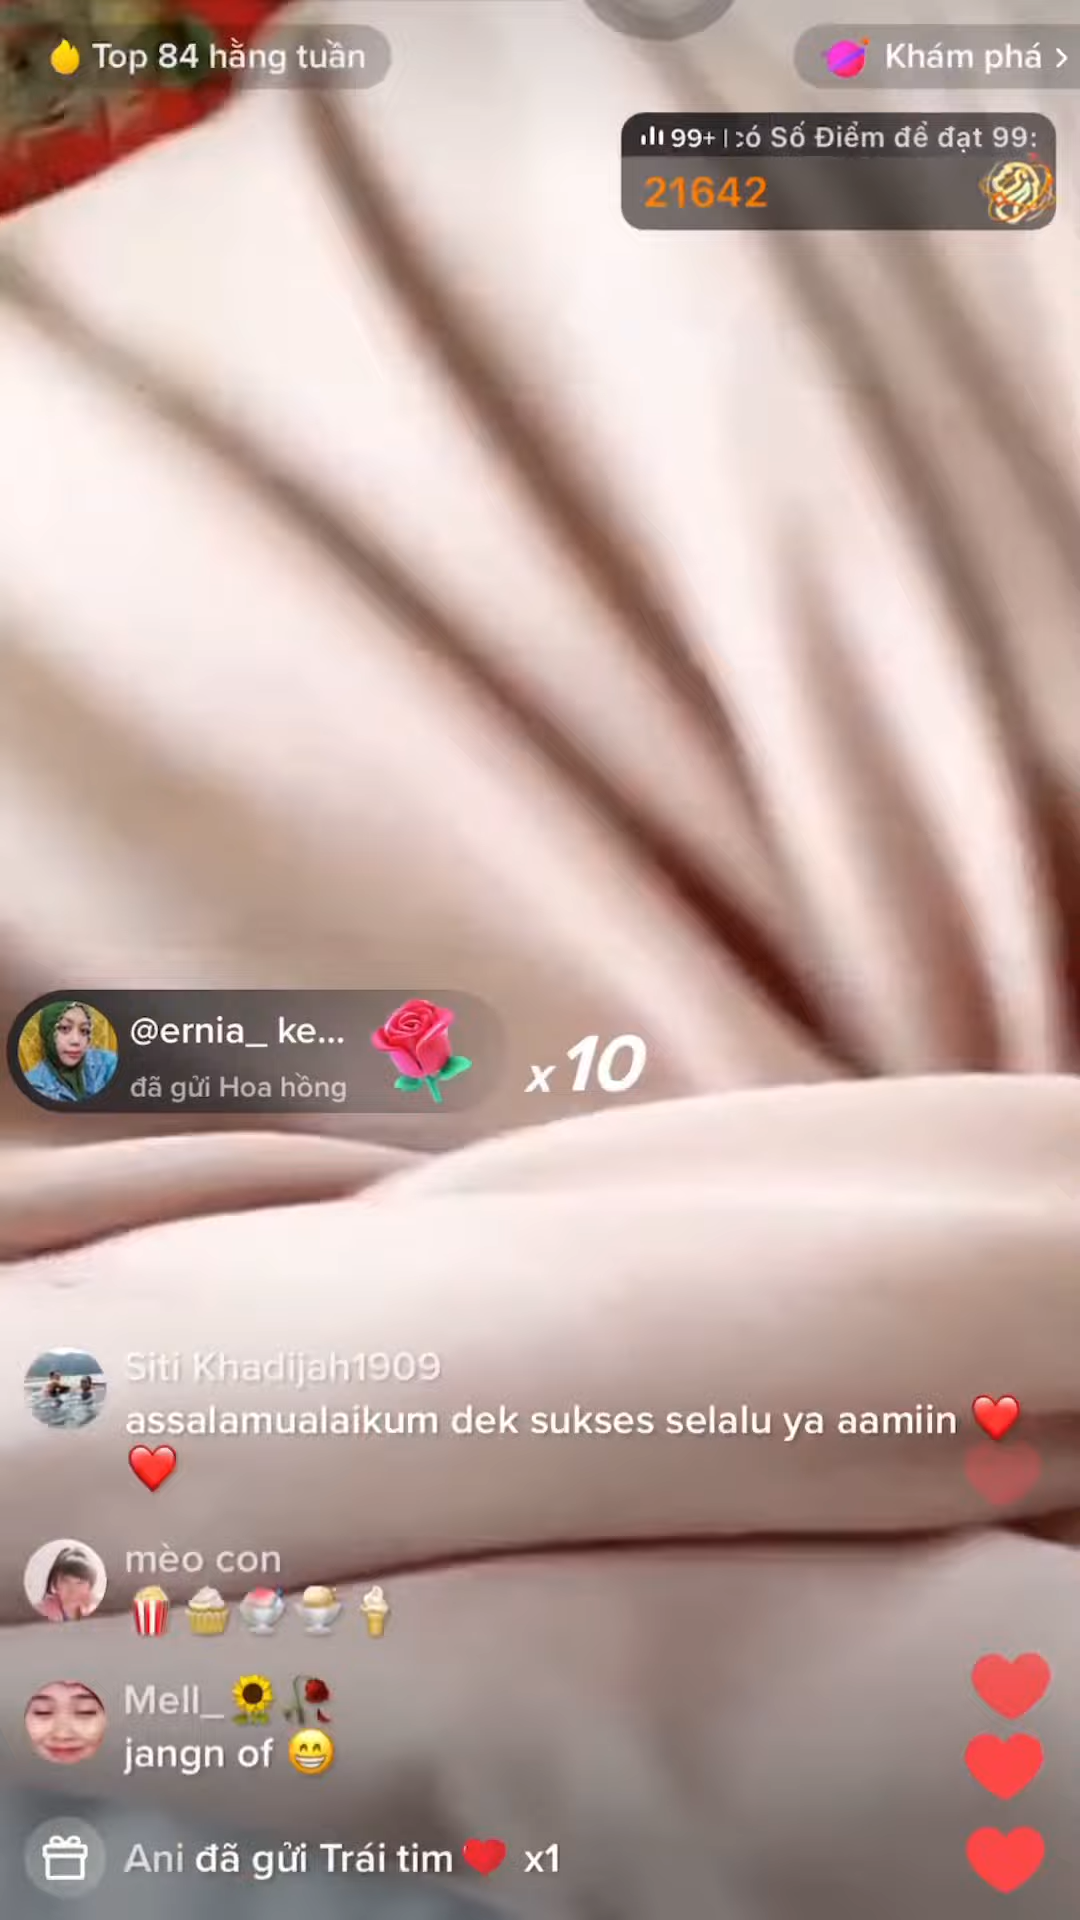 Top 84 hằng tuần
Khám phá
99+ | có Số Điểm để đạt 99:
21642
@ernia_ ke...
đã gửi Hoa hồng
x10
Siti Khadijah1909
assalamualaikum dek sukses selalu ya aamiin ❤️
❤️
mèo con
🍿🧁🍧🍨🍦
Mell_🌻🥀
jangn of 😁
Ani đã gửi Trái tim ❤️ x1